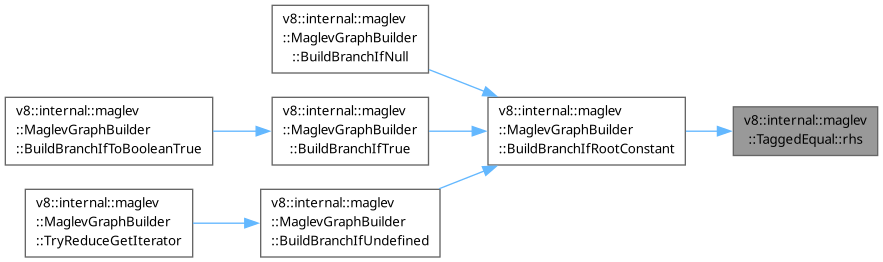 v8::internal::maglev
::MaglevGraphBuilder
::BuildBranchIfNull
v8::internal::maglev
::MaglevGraphBuilder
::BuildBranchIfToBooleanTrue
v8::internal::maglev
::MaglevGraphBuilder
::BuildBranchIfTrue
v8::internal::maglev
::MaglevGraphBuilder
::BuildBranchIfRootConstant
v8::internal::maglev
::TaggedEqual::rhs
v8::internal::maglev
::MaglevGraphBuilder
::TryReduceGetIterator
v8::internal::maglev
::MaglevGraphBuilder
::BuildBranchIfUndefined